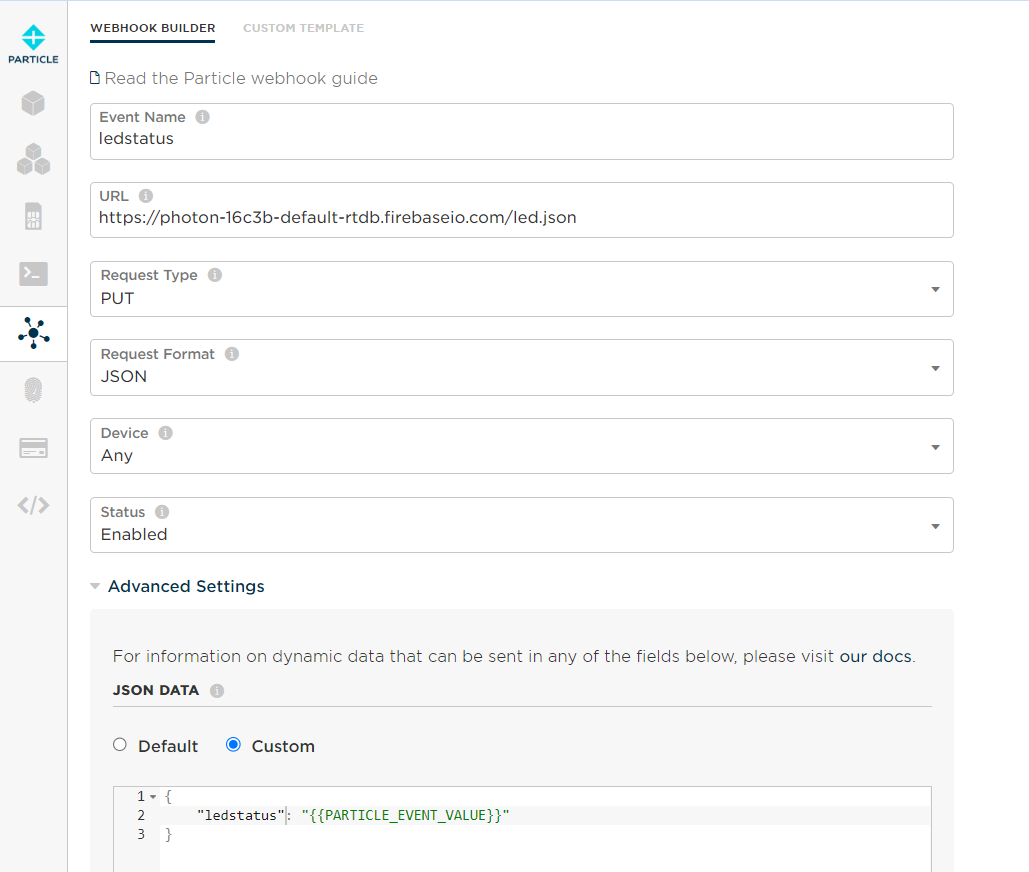 PARTICLE
WEBHOOK BUILDER CUSTOM TEMPLATE
Read the Particle webhook guide
Event Name
ledstatus
URL
https://photon-16c3b-default-rtdb.firebaseio.com/led.json
Request Type
PUT
Request Format
JSON
Device
Any
Status
Enabled
Advanced Settings
For information on dynamic data that can be sent in any of the fields below, please visit our docs.
JSON DATA
Default Custom
1 {
2 "ledstatus": "{{PARTICLE_EVENT_VALUE}}"
3 }